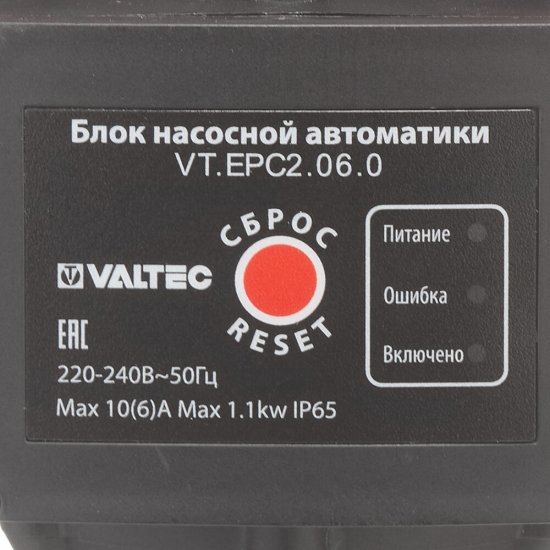 Блок насосной автоматики
VT.EPC2.06.0
СБРОС
RESET
VALTEC
EAC
220-240В~50Гц
Max 10(6)A Max 1.1kw IP65
Питание
Ошибка
Включено